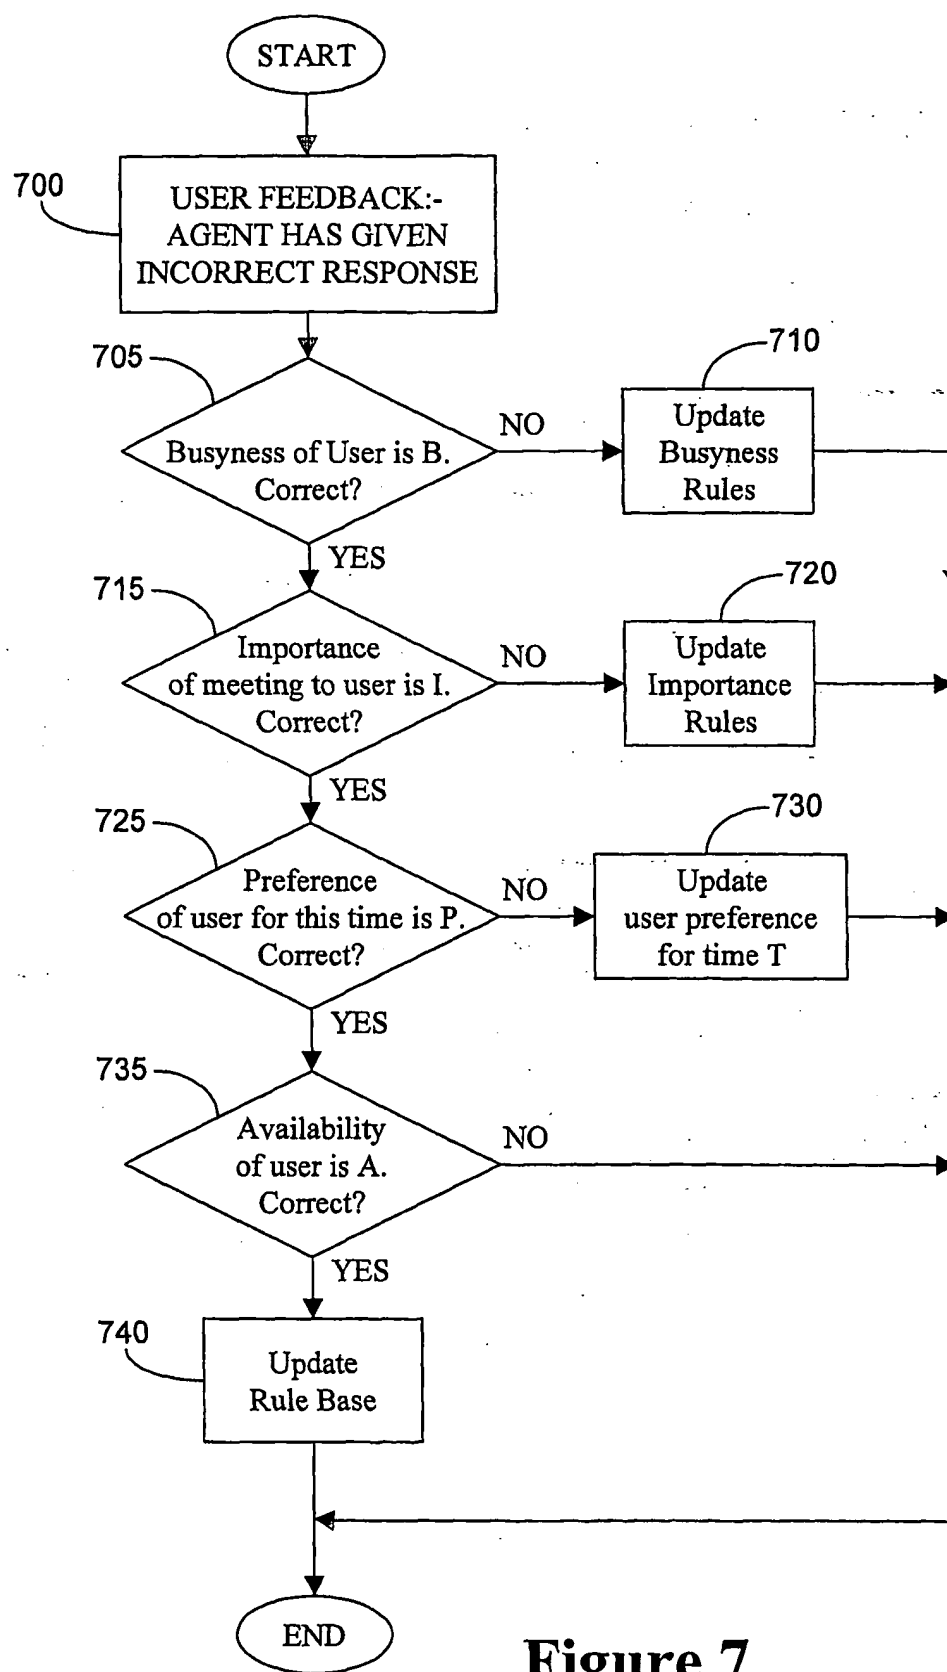 START
700
USER FEEDBACK:-
AGENT HAS GIVEN
INCORRECT RESPONSE
705
Busyness of User is B.
Correct?
NO
710
Update
Busyness
Rules
YES
715
Importance
of meeting to user is I.
Correct?
NO
720
Update
Importance
Rules
YES
725
Preference
of user for this time is P.
Correct?
NO
730
Update
user preference
for time T
YES
735
Availability
of user is A.
Correct?
NO
YES
740
Update
Rule Base
END
Figure 7